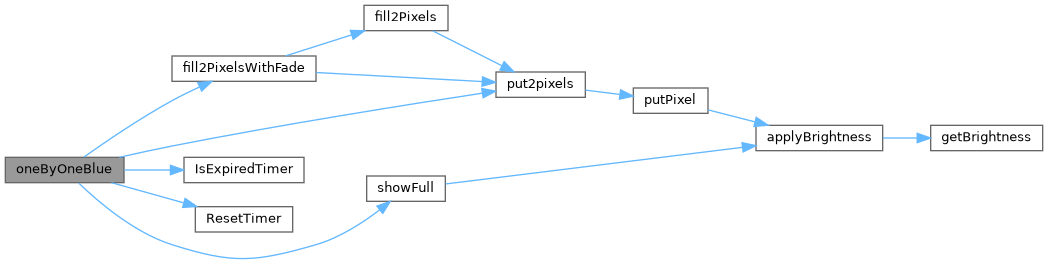 fill2Pixels
fill2PixelsWithFade
put2pixels
putPixel
applyBrightness
getBrightness
oneByOneBlue
IsExpiredTimer
showFull
ResetTimer